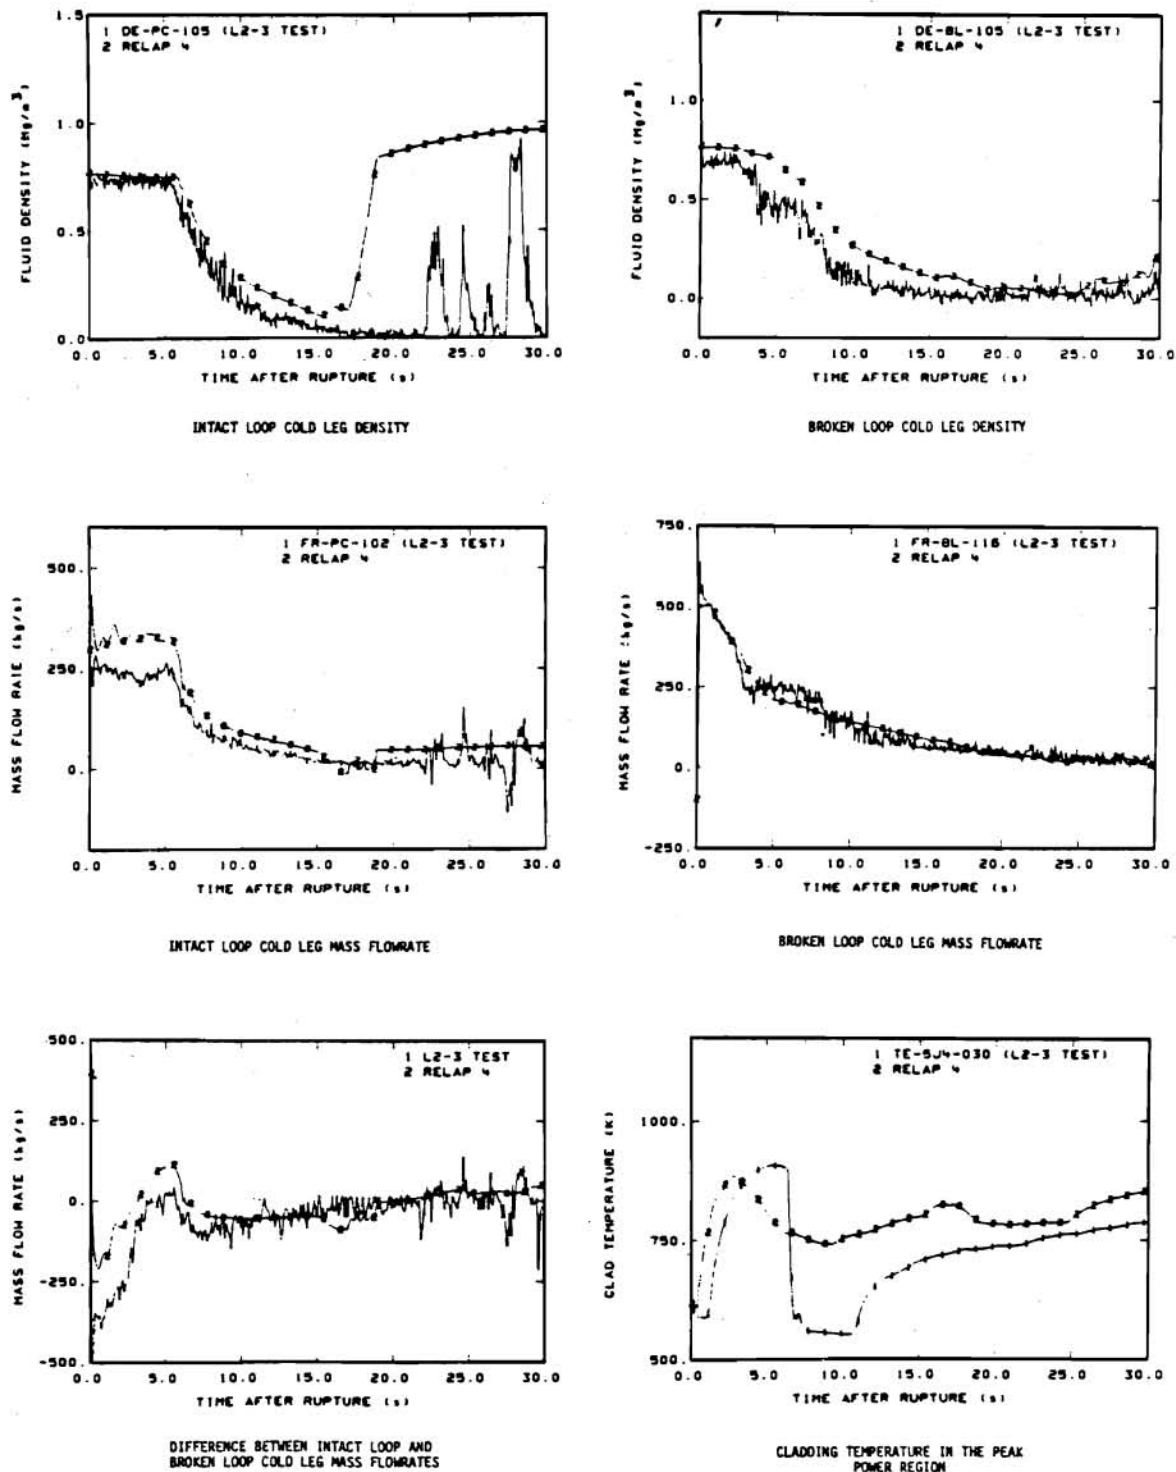 1 DE-PC-105 (L2-3 TEST)
2 RELAP 4
FLUID DENSITY (Mg/m³)
1.5
1.0
0.5
0.0
0.0 5.0 10.0 15.0 20.0 25.0 30.0
TIME AFTER RUPTURE (s)
INTACT LOOP COLD LEG DENSITY
1 DE-BL-105 (L2-3 TEST)
2 RELAP 4
FLUID DENSITY (Mg/m³)
1.0
0.5
0.0
0.0 5.0 10.0 15.0 20.0 25.0 30.0
TIME AFTER RUPTURE (s)
BROKEN LOOP COLD LEG DENSITY
1 FR-PC-102 (L2-3 TEST)
2 RELAP 4
MASS FLOW RATE (kg/s)
500.
250.
0.
0.0 5.0 10.0 15.0 20.0 25.0 30.0
TIME AFTER RUPTURE (s)
INTACT LOOP COLD LEG MASS FLOWRATE
1 FR-BL-116 (L2-3 TEST)
2 RELAP 4
MASS FLOW RATE (kg/s)
750.
500.
250.
0.
-250.
0.0 5.0 10.0 15.0 20.0 25.0 30.0
TIME AFTER RUPTURE (s)
BROKEN LOOP COLD LEG MASS FLOWRATE
1 L2-3 TEST
2 RELAP 4
MASS FLOW RATE (kg/s)
500.
250.
0.
-250.
-500.
0.0 5.0 10.0 15.0 20.0 25.0 30.0
TIME AFTER RUPTURE (s)
DIFFERENCE BETWEEN INTACT LOOP AND
BROKEN LOOP COLD LEG MASS FLOWRATES
1 TE-5J4-030 (L2-3 TEST)
2 RELAP 4
CLAD TEMPERATURE (K)
1000.
750.
500.
0.0 5.0 10.0 15.0 20.0 25.0 30.0
TIME AFTER RUPTURE (s)
CLADDING TEMPERATURE IN THE PEAK
POWER REGION